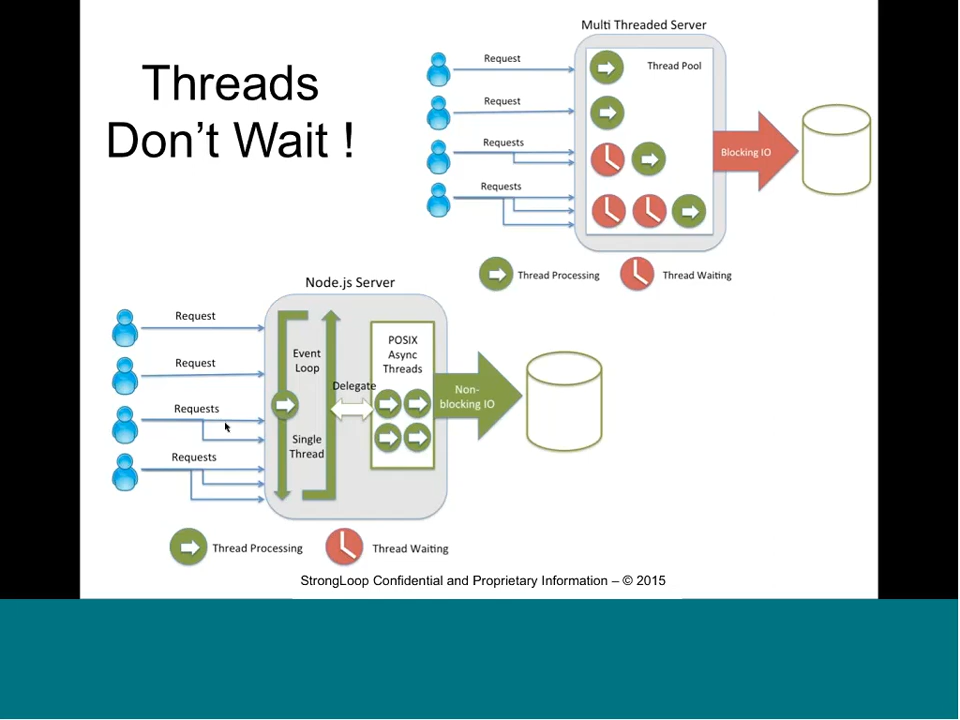 Threads
Don't Wait !
Multi Threaded Server
Request
Thread Pool
Request
Requests
Blocking IO
Requests
Thread Processing
Thread Waiting
Node.js Server
Request
Request
Requests
Requests
Event
Loop
Single
Thread
Delegate
POSIX
Async
Threads
Non-
blocking IO
Thread Processing
Thread Waiting
StrongLoop Confidential and Proprietary Information – © 2015